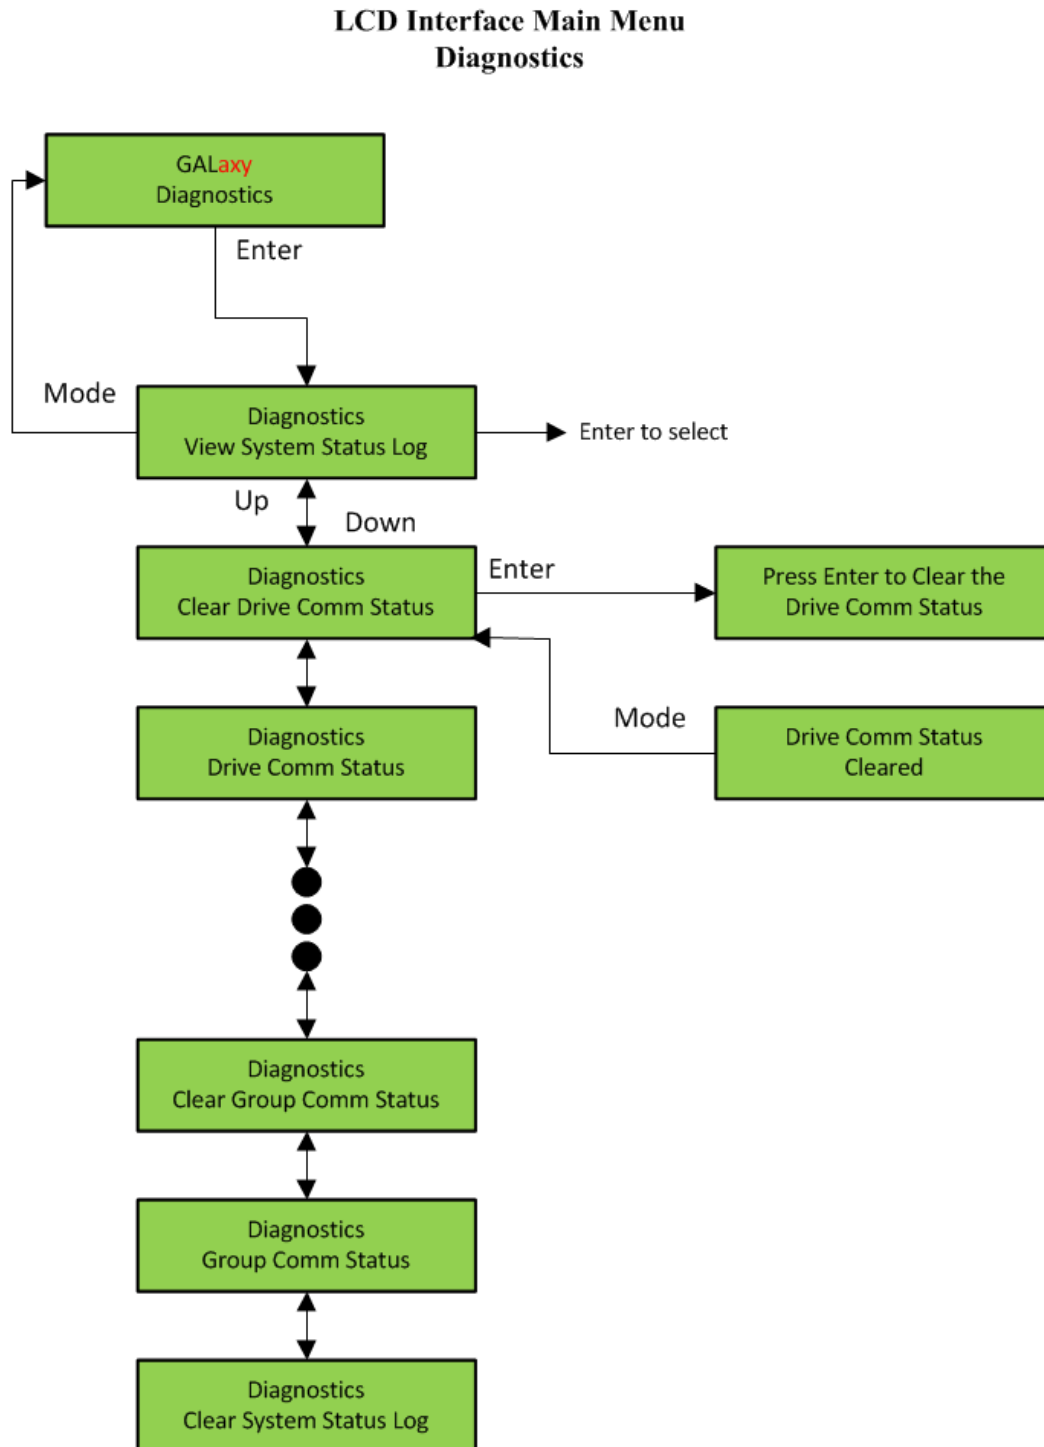 LCD Interface Main Menu
Diagnostics
GALaxy
Diagnostics
Enter
Mode
Diagnostics
View System Status Log
Enter to select
Up
Down
Diagnostics
Clear Drive Comm Status
Enter
Press Enter to Clear the
Drive Comm Status
Diagnostics
Drive Comm Status
Mode
Drive Comm Status
Cleared
Diagnostics
Clear Group Comm Status
Diagnostics
Group Comm Status
Diagnostics
Clear System Status Log